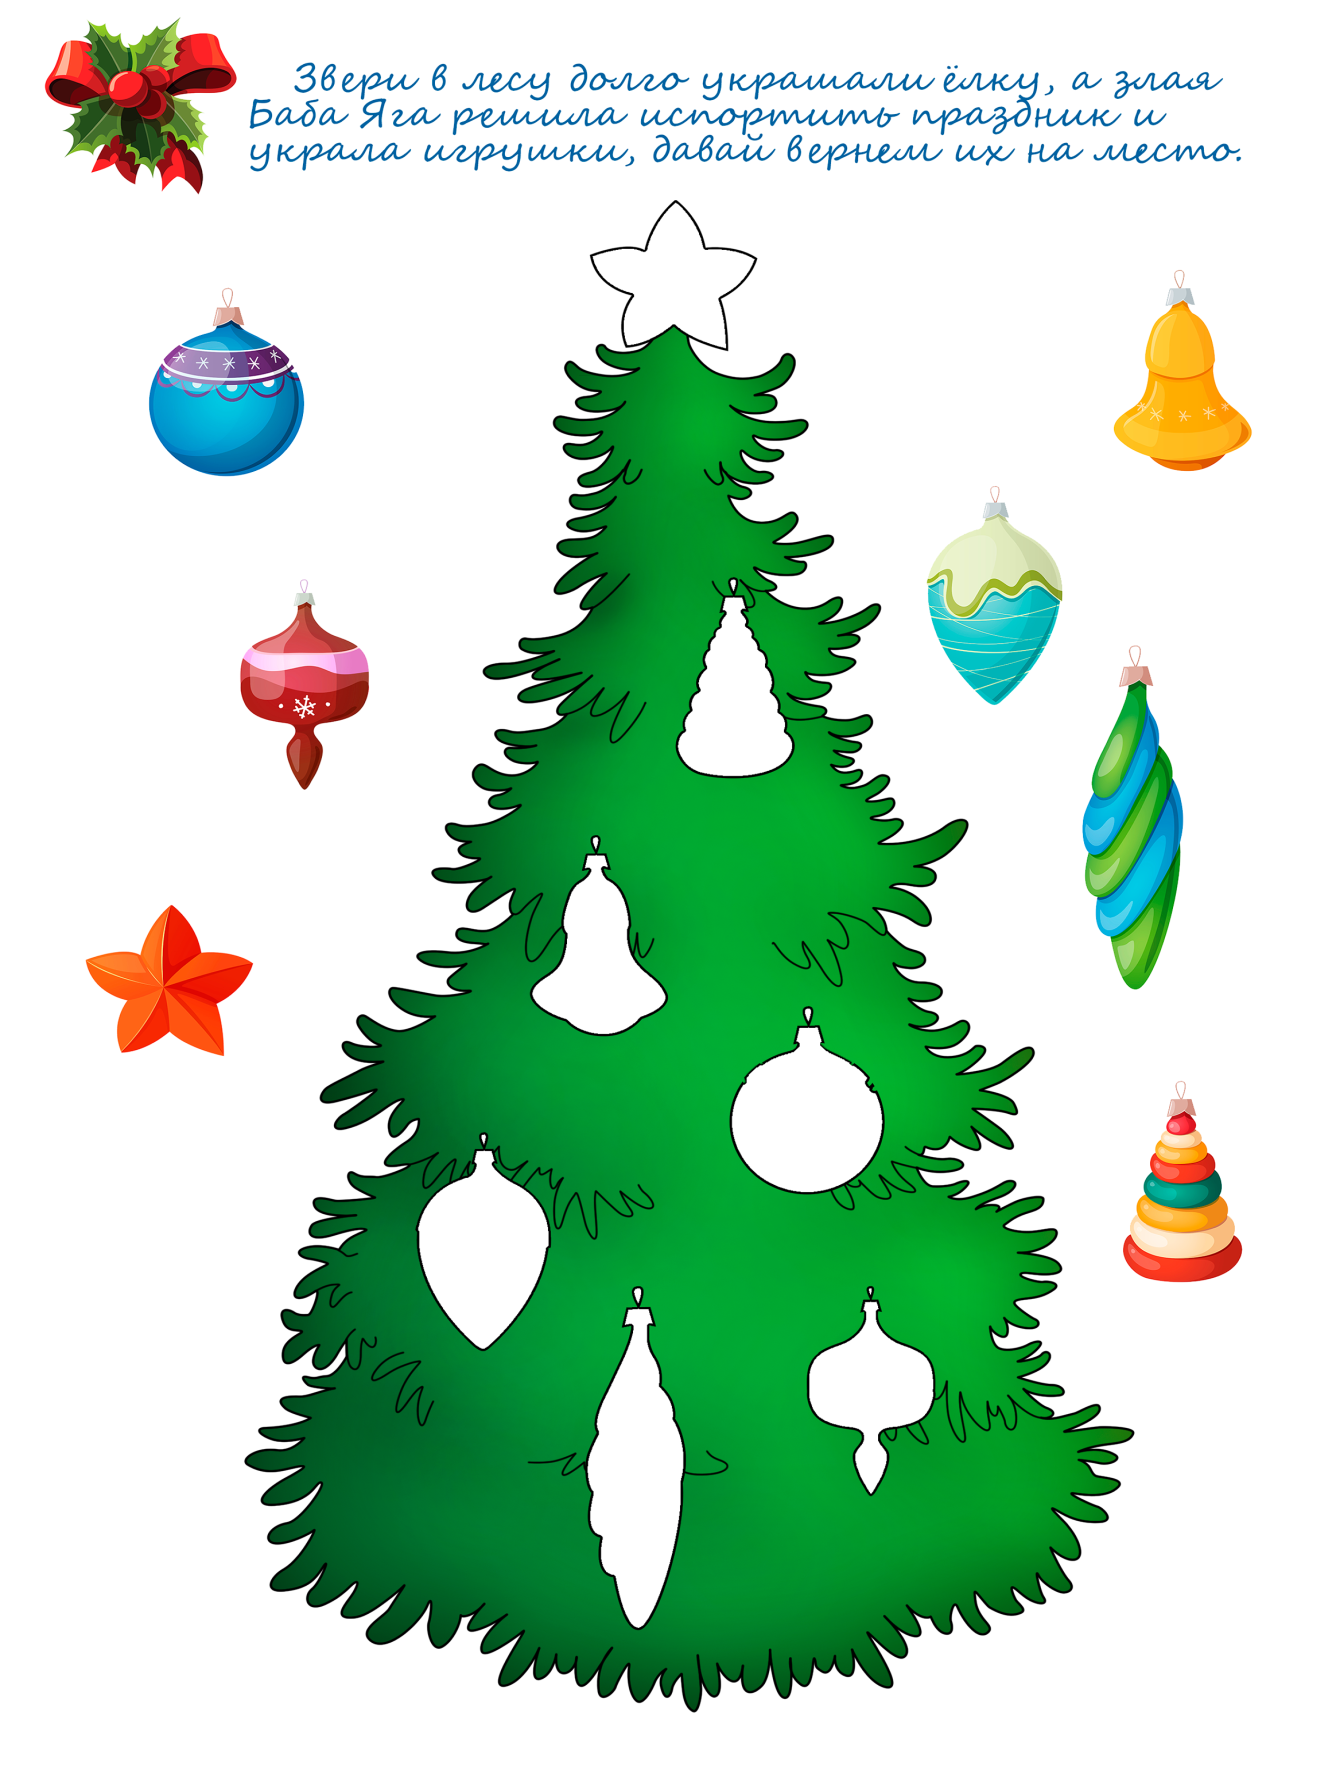 Звери в лесу долго украшали ёлку, а злая
Баба Яга решила испортить праздник и
украла игрушки, давай вернем их на место.